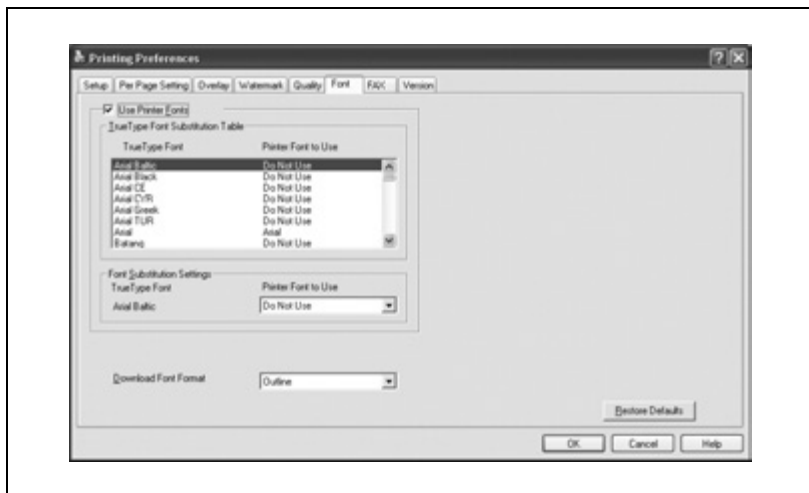 Printing Preferences
Setup Per Page Setting Overlay Watermark Quality Font FAX Version
Use Printer Fonts
TrueType Font Substitution Table
TrueType Font Printer Font to Use
Arial Baltic Do Not Use
Arial Black Do Not Use
Arial CE Do Not Use
Arial CYR Do Not Use
Arial Greek Do Not Use
Arial TUR Do Not Use
Arial Arial
Batang Do Not Use
Font Substitution Settings
TrueType Font Printer Font to Use
Arial Baltic Do Not Use
Download Font Format Outline
Restore Defaults
OK Cancel Help